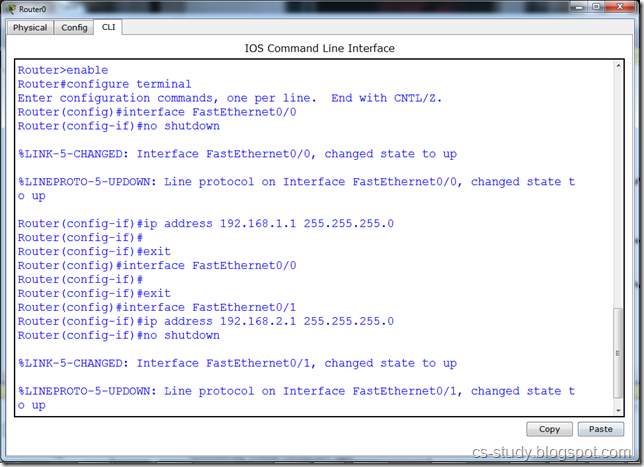 Router0
Physical Config CLI
IOS Command Line Interface
Router>enable
Router#configure terminal
Enter configuration commands, one per line.  End with CNTL/Z.
Router(config)#interface FastEthernet0/0
Router(config-if)#no shutdown
%LINK-5-CHANGED: Interface FastEthernet0/0, changed state to up
%LINEPROTO-5-UPDOWN: Line protocol on Interface FastEthernet0/0, changed state t
o up
Router(config-if)#ip address 192.168.1.1 255.255.255.0
Router(config-if)#
Router(config-if)#exit
Router(config)#interface FastEthernet0/0
Router(config-if)#
Router(config-if)#exit
Router(config)#interface FastEthernet0/1
Router(config-if)#ip address 192.168.2.1 255.255.255.0
Router(config-if)#no shutdown
%LINK-5-CHANGED: Interface FastEthernet0/1, changed state to up
%LINEPROTO-5-UPDOWN: Line protocol on Interface FastEthernet0/1, changed state t
o up
Copy Paste
cs-study.blogspot.com